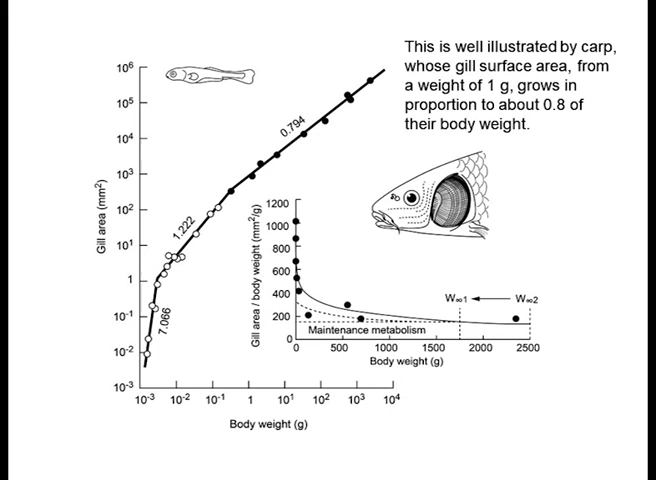 This is well illustrated by carp,
whose gill surface area, from
a weight of 1 g, grows in
proportion to about 0.8 of
their body weight.
Gill area (mm²)
10⁶
10⁵
10⁴
10³
10²
10¹
1
10⁻¹
10⁻²
10⁻³
0.794
1.222
7.066
10⁻³ 10⁻² 10⁻¹ 1 10¹ 10² 10³ 10⁴
Body weight (g)
Gill area / body weight (mm²/g)
1200
1000
800
600
400
200
0
W∞1 W∞2
Maintenance metabolism
0 500 1000 1500 2000 2500
Body weight (g)